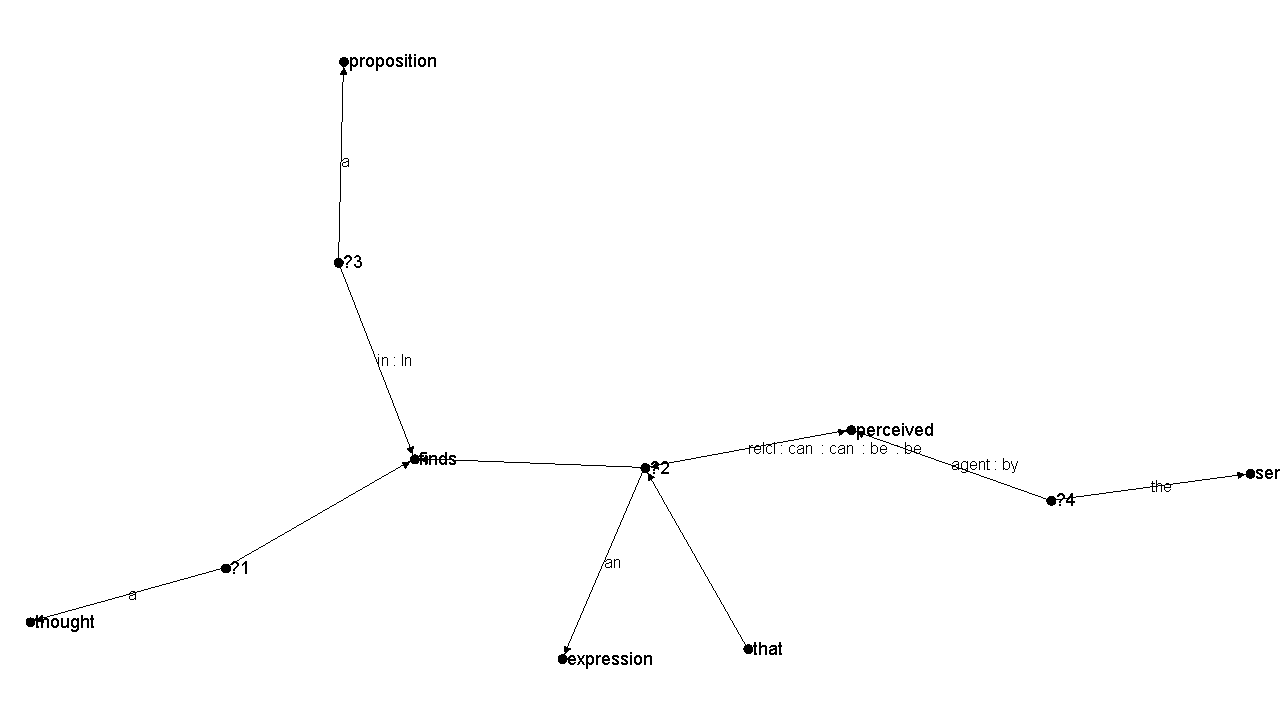 proposition
a
?3
in : In
finds
perceived
relcl : can : can : be : be
?2
agent : by
ser
the
?4
an
?1
a
thought
that
expression